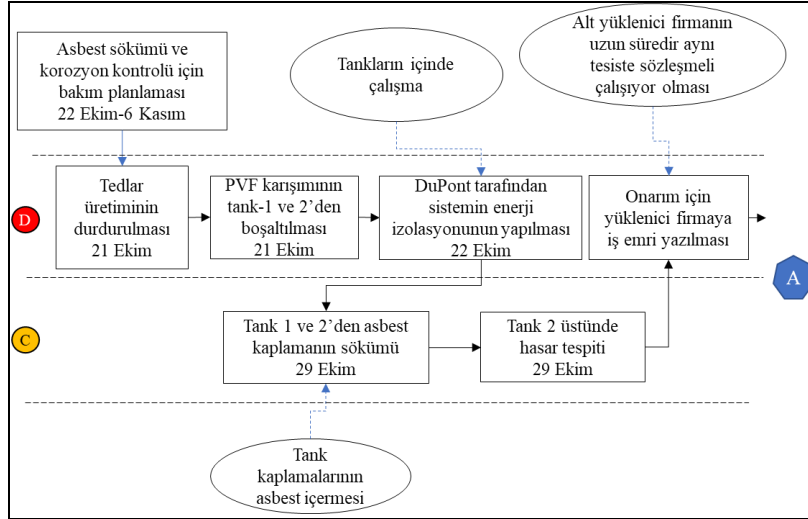 Asbest sökümü ve
korozyon kontrolü için
bakım planlaması
22 Ekim-6 Kasım
Tankların içinde
çalışma
Alt yüklenici firmanın
uzun süredir aynı
tesiste sözleşmeli
çalışıyor olması
D
Tedlar
üretiminin
durdurulması
21 Ekim
PVF karışımının
tank-1 ve 2’den
boşaltılması
21 Ekim
DuPont tarafından
sistemin enerji
izolasyonunun yapılması
22 Ekim
Onarım için
yüklenici firmaya
iş emri yazılması
A
C
Tank 1 ve 2’den asbest
kaplamanın sökümü
29 Ekim
Tank 2 üstünde
hasar tespiti
29 Ekim
Tank
kaplamalarının
asbest içermesi